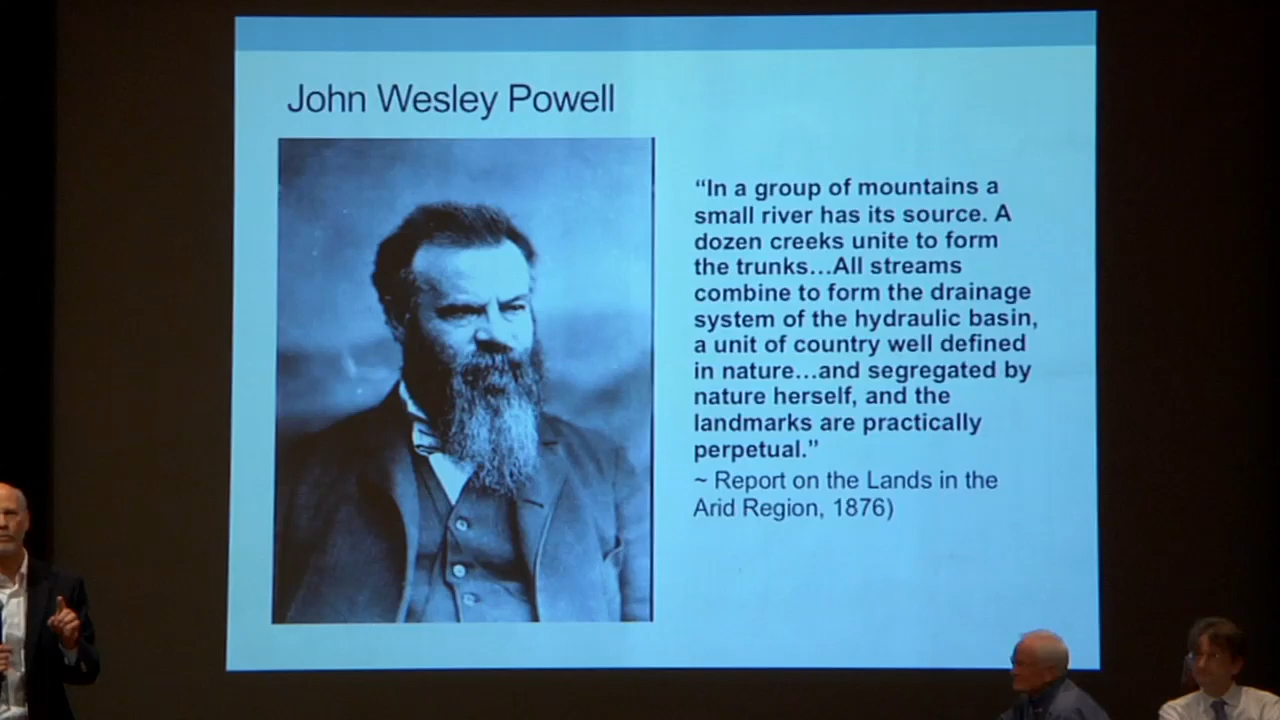 John Wesley Powell
“In a group of mountains a
small river has its source. A
dozen creeks unite to form
the trunks...All streams
combine to form the drainage
system of the hydraulic basin,
a unit of country well defined
in nature...and segregated by
nature herself, and the
landmarks are practically
perpetual.”
~ Report on the Lands in the
Arid Region, 1876)